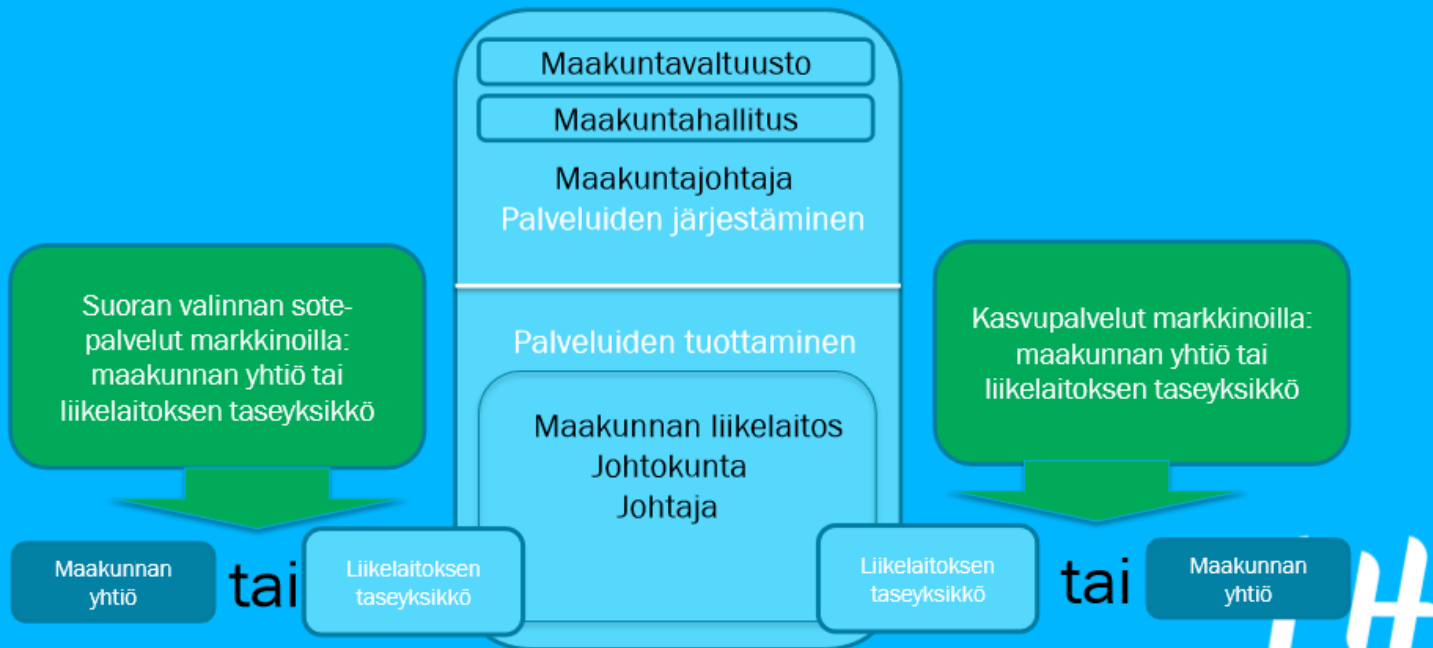 Maakuntavaltuusto
Maakuntahallitus
Maakuntajohtaja
Palveluiden järjestäminen
Suoran valinnan sote-
palvelut markkinoilla:
maakunnan yhtiö tai
liikelaitoksen taseyksikkö
Palveluiden tuottaminen
Maakunnan liikelaitos
Johtokunta
Johtaja
Kasvupalvelut markkinoilla:
maakunnan yhtiö tai
liikelaitoksen taseyksikkö
Maakunnan
yhtiö
tai
Liikelaitoksen
taseyksikkö
Liikelaitoksen
taseyksikkö
tai
Maakunnan
yhtiö